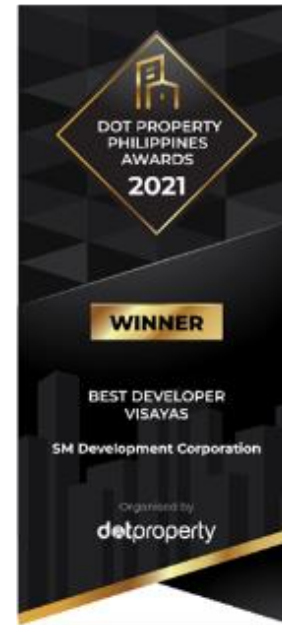 DOT PROPERTY
PHILIPPINES
AWARDS
2021
WINNER
BEST DEVELOPER
VISAYAS
SM Development Corporation
Organised by
dotproperty